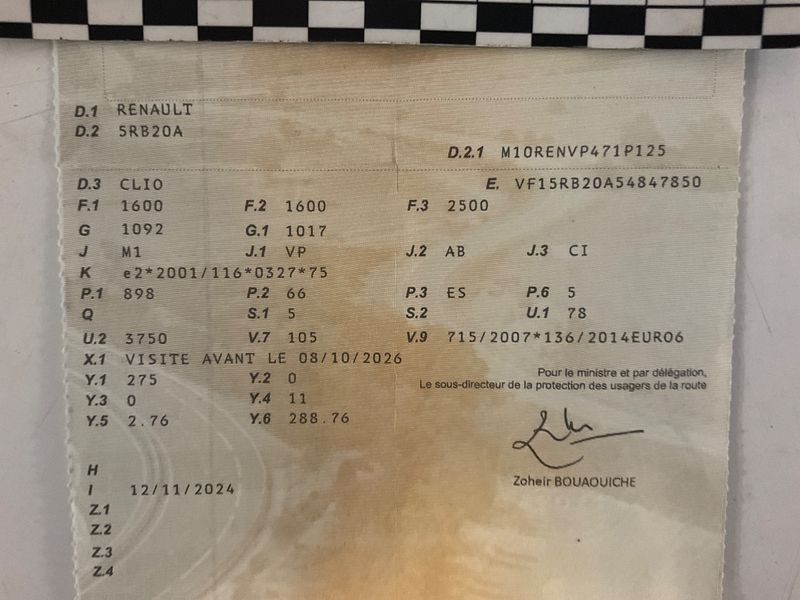 D.1 RENAULT
D.2 5RB20A
D.2.1 M10RENVP471P125
D.3 CLIO E. VF15RB20A54847850
F.1 1600 F.2 1600 F.3 2500
G 1092 G.1 1017
J M1 J.1 VP J.2 AB J.3 CI
K e2*2001/116*0327*75
P.1 898 P.2 66 P.3 ES P.6 5
Q S.1 5 S.2 U.1 78
U.2 3750 V.7 105 V.9 715/2007*136/2014EURO6
X.1 VISITE AVANT LE 08/10/2026
Pour le ministre et par délégation,
Y.1 275 Y.2 0
Le sous-directeur de la protection des usagers de la route
Y.3 0 Y.4 11
Y.5 2.76 Y.6 288.76
H
Zoheir BOUAOUICHE
I 12/11/2024
Z.1
Z.2
Z.3
Z.4